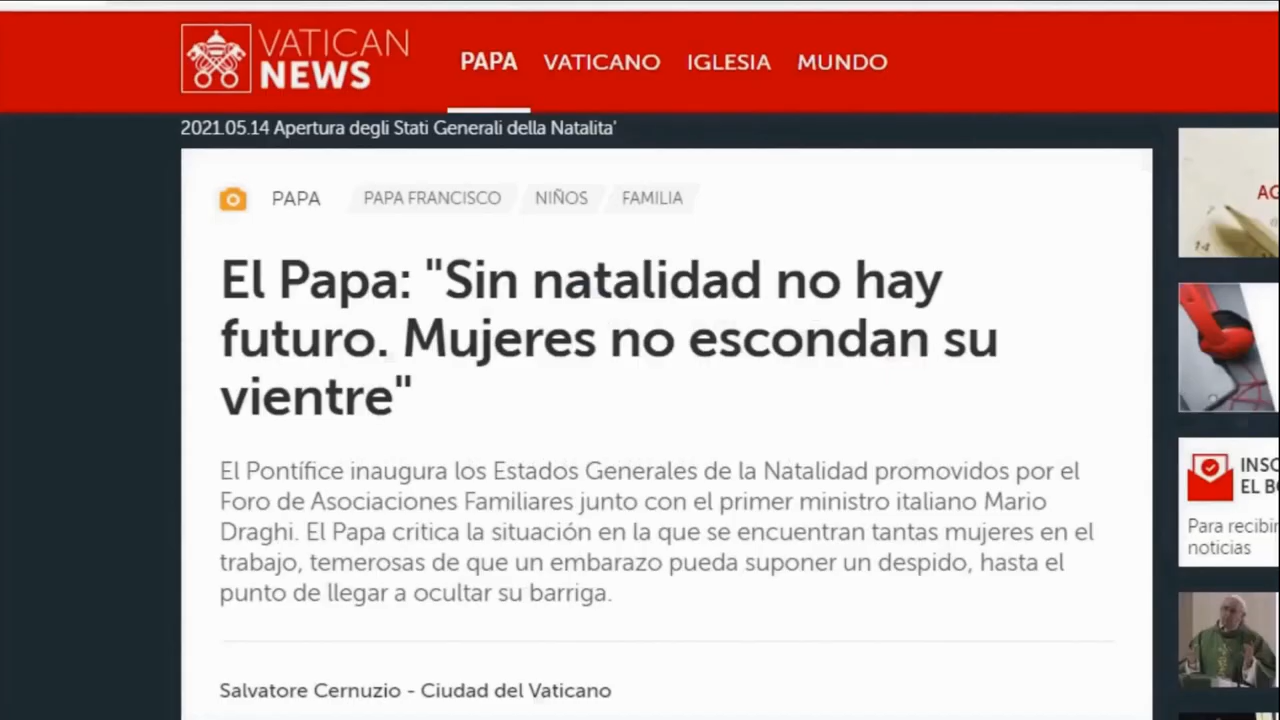 VATICAN
NEWS
PAPA VATICANO IGLESIA MUNDO
2021.05.14 Apertura degli Stati Generali della Natalita'
PAPA PAPA FRANCISCO NIÑOS FAMILIA
El Papa: "Sin natalidad no hay
futuro. Mujeres no escondan su
vientre"
El Pontífice inaugura los Estados Generales de la Natalidad promovidos por el
Foro de Asociaciones Familiares junto con el primer ministro italiano Mario
Draghi. El Papa critica la situación en la que se encuentran tantas mujeres en el
trabajo, temerosas de que un embarazo pueda suponer un despido, hasta el
punto de llegar a ocultar su barriga.
Salvatore Cernuzio - Ciudad del Vaticano
AG
14
INSC
EL B
Para recibir
noticias